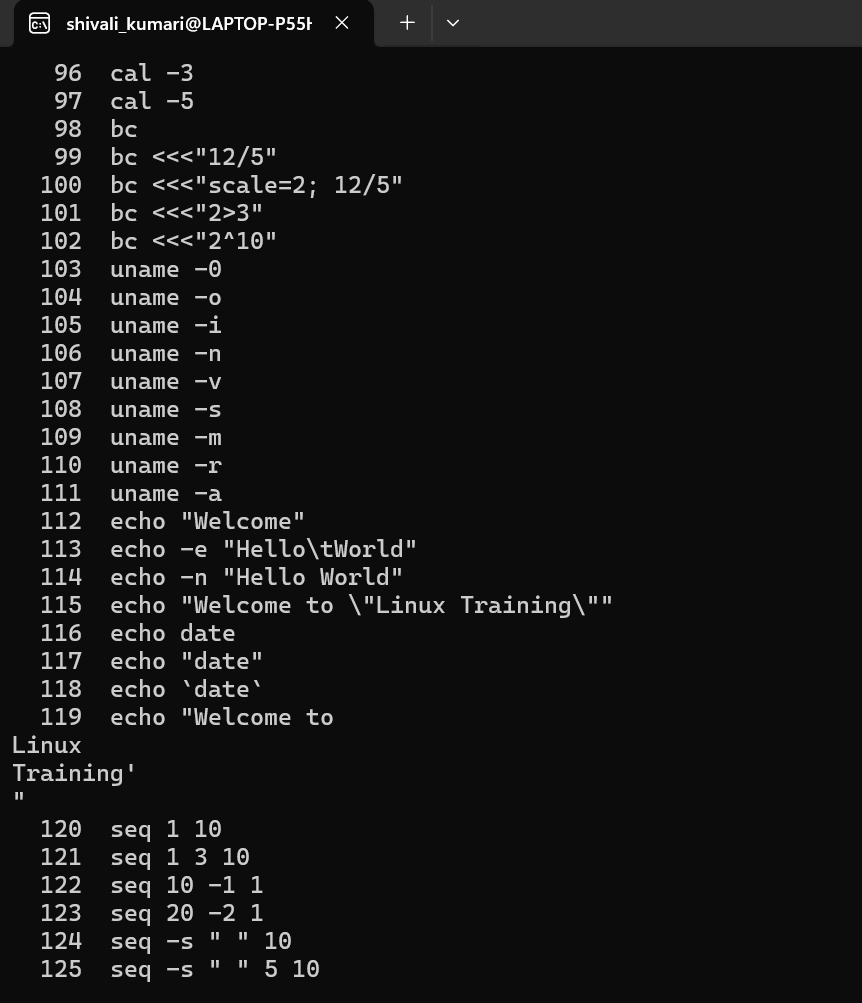 shivali_kumari@LAPTOP-P55H
96 cal -3
97 cal -5
98 bc
99 bc <<<"12/5"
100 bc <<<"scale=2; 12/5"
101 bc <<<"2>3"
102 bc <<<"2^10"
103 uname -0
104 uname -o
105 uname -i
106 uname -n
107 uname -v
108 uname -s
109 uname -m
110 uname -r
111 uname -a
112 echo "Welcome"
113 echo -e "Hello\tWorld"
114 echo -n "Hello World"
115 echo "Welcome to \"Linux Training\""
116 echo date
117 echo "date"
118 echo `date`
119 echo "Welcome to
Linux
Training'
"
120 seq 1 10
121 seq 1 3 10
122 seq 10 -1 1
123 seq 20 -2 1
124 seq -s " " 10
125 seq -s " " 5 10